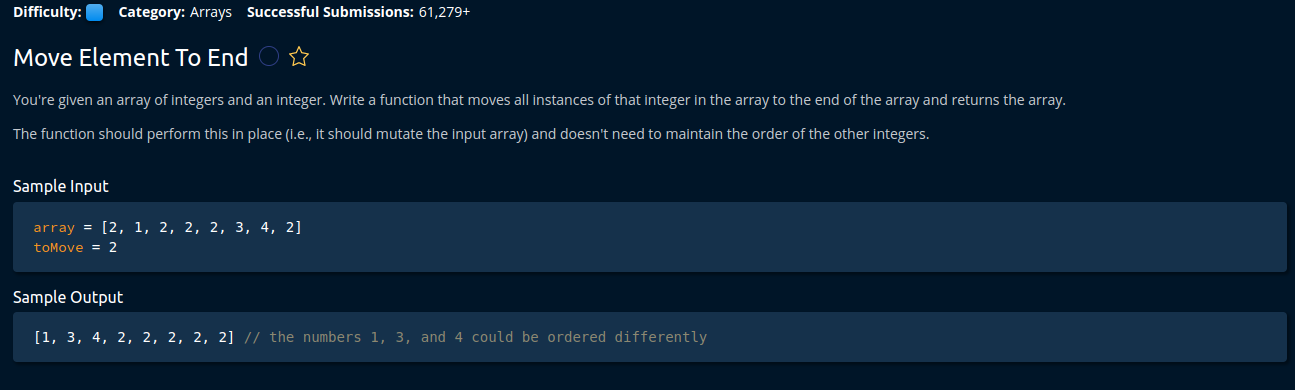 Difficulty: Category: Arrays Successful Submissions: 61,279+
Move Element To End
You're given an array of integers and an integer. Write a function that moves all instances of that integer in the array to the end of the array and returns the array.
The function should perform this in place (i.e., it should mutate the input array) and doesn't need to maintain the order of the other integers.
Sample Input
array = [2, 1, 2, 2, 2, 3, 4, 2]
toMove = 2
Sample Output
[1, 3, 4, 2, 2, 2, 2, 2] // the numbers 1, 3, and 4 could be ordered differently